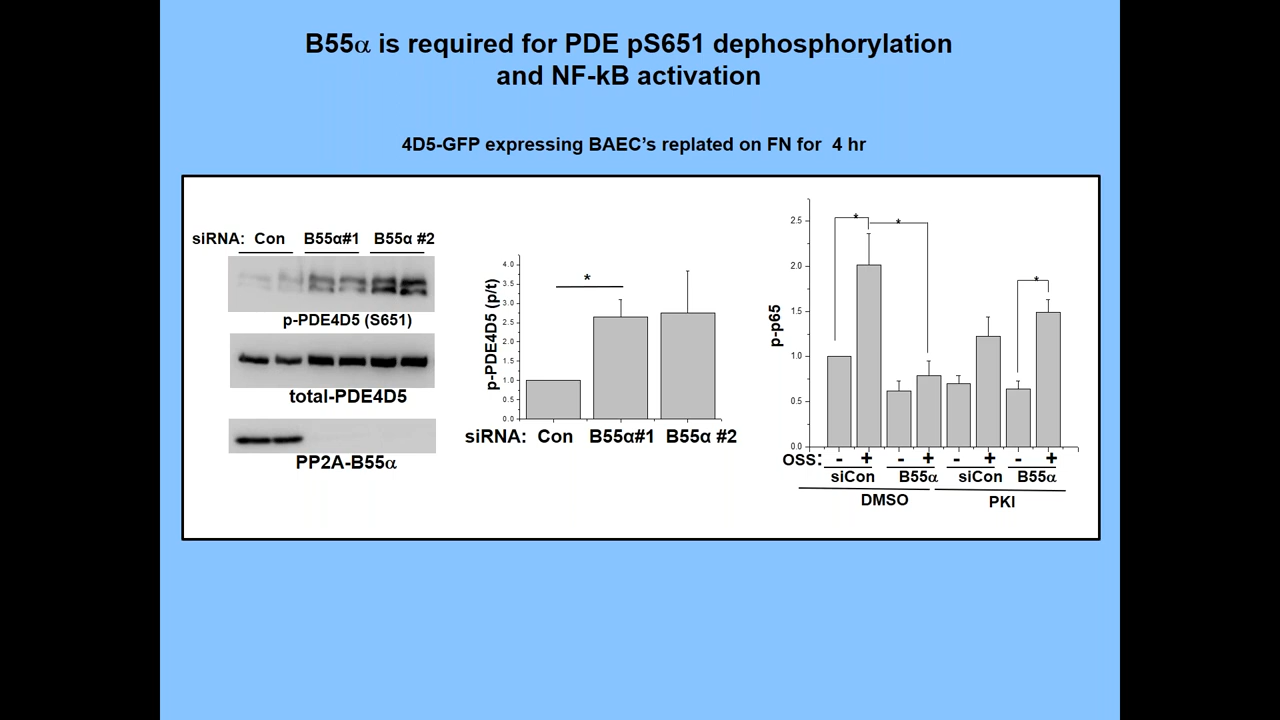 B55α is required for PDE pS651 dephosphorylation
and NF-kB activation
4D5-GFP expressing BAEC's replated on FN for 4 hr
siRNA: Con B55α#1 B55α #2
p-PDE4D5 (S651)
total-PDE4D5
PP2A-B55α
p-PDE4D5 (p/t)
4.0
3.5
3.0
2.5
2.0
1.5
1.0
0.5
0.0
*
siRNA: Con B55α#1 B55α #2
p-p65
2.5
2.0
1.5
1.0
0.5
0.0
* * *
OSS: - + - + - + - +
siCon B55α siCon B55α
DMSO PKI